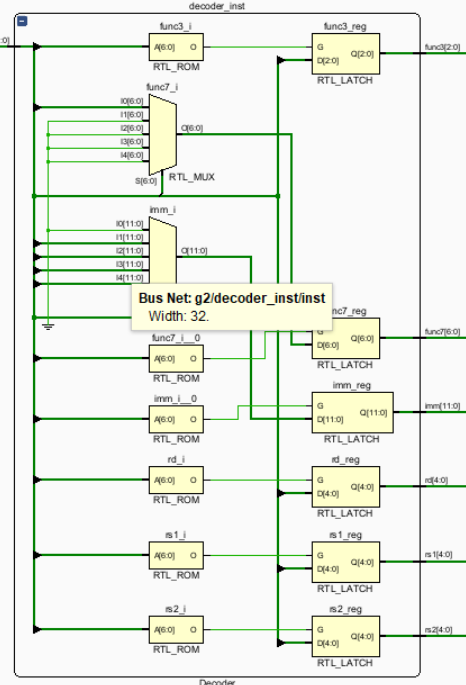 decoder_inst
:0]
func3_i
A[6:0] O
RTL_ROM
func3_reg
G
D[2:0]
Q[2:0]
RTL_LATCH
func3[2:0]
func7_i
I0[6:0]
I1[6:0]
I2[6:0]
I3[6:0]
I4[6:0]
S[6:0]
O[6:0]
RTL_MUX
imm_i
I0[11:0]
I1[11:0]
I2[11:0]
I3[11:0]
I4[11:0]
O[11:0]
Bus Net: g2/decoder_inst/inst
Width: 32.
nc7_reg
D[6:0]
Q[6:0]
RTL_LATCH
func7[6:0]
func7_i__0
A[6:0] O
RTL_ROM
imm_i__0
A[6:0] O
RTL_ROM
imm_reg
G
D[11:0]
Q[11:0]
RTL_LATCH
imm[11:0]
rd_i
A[6:0] O
RTL_ROM
rd_reg
G
D[4:0]
Q[4:0]
RTL_LATCH
rd[4:0]
rs1_i
A[6:0] O
RTL_ROM
rs1_reg
G
D[4:0]
Q[4:0]
RTL_LATCH
rs1[4:0]
rs2_i
A[6:0] O
RTL_ROM
rs2_reg
G
D[4:0]
Q[4:0]
RTL_LATCH
rs2[4:0]
Decoder